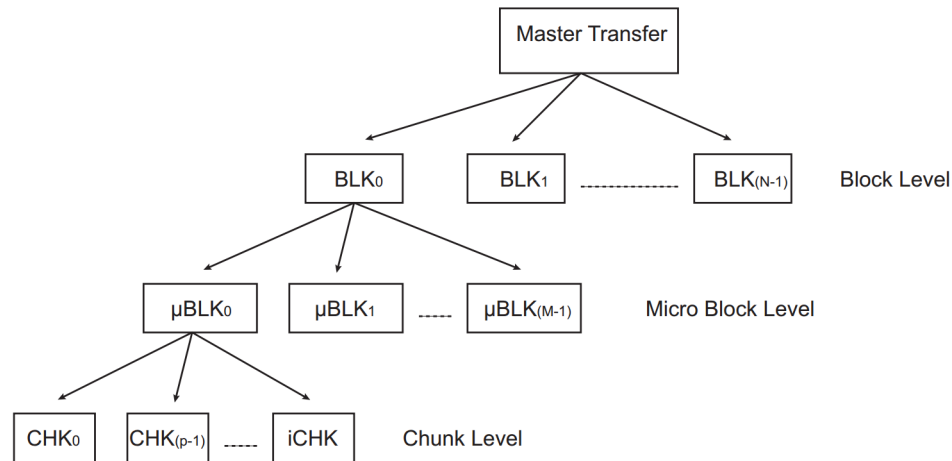 Master Transfer
BLK0 BLK1 BLK(N-1) Block Level
µBLK0 µBLK1 µBLK(M-1) Micro Block Level
CHK0 CHK(p-1) iCHK Chunk Level